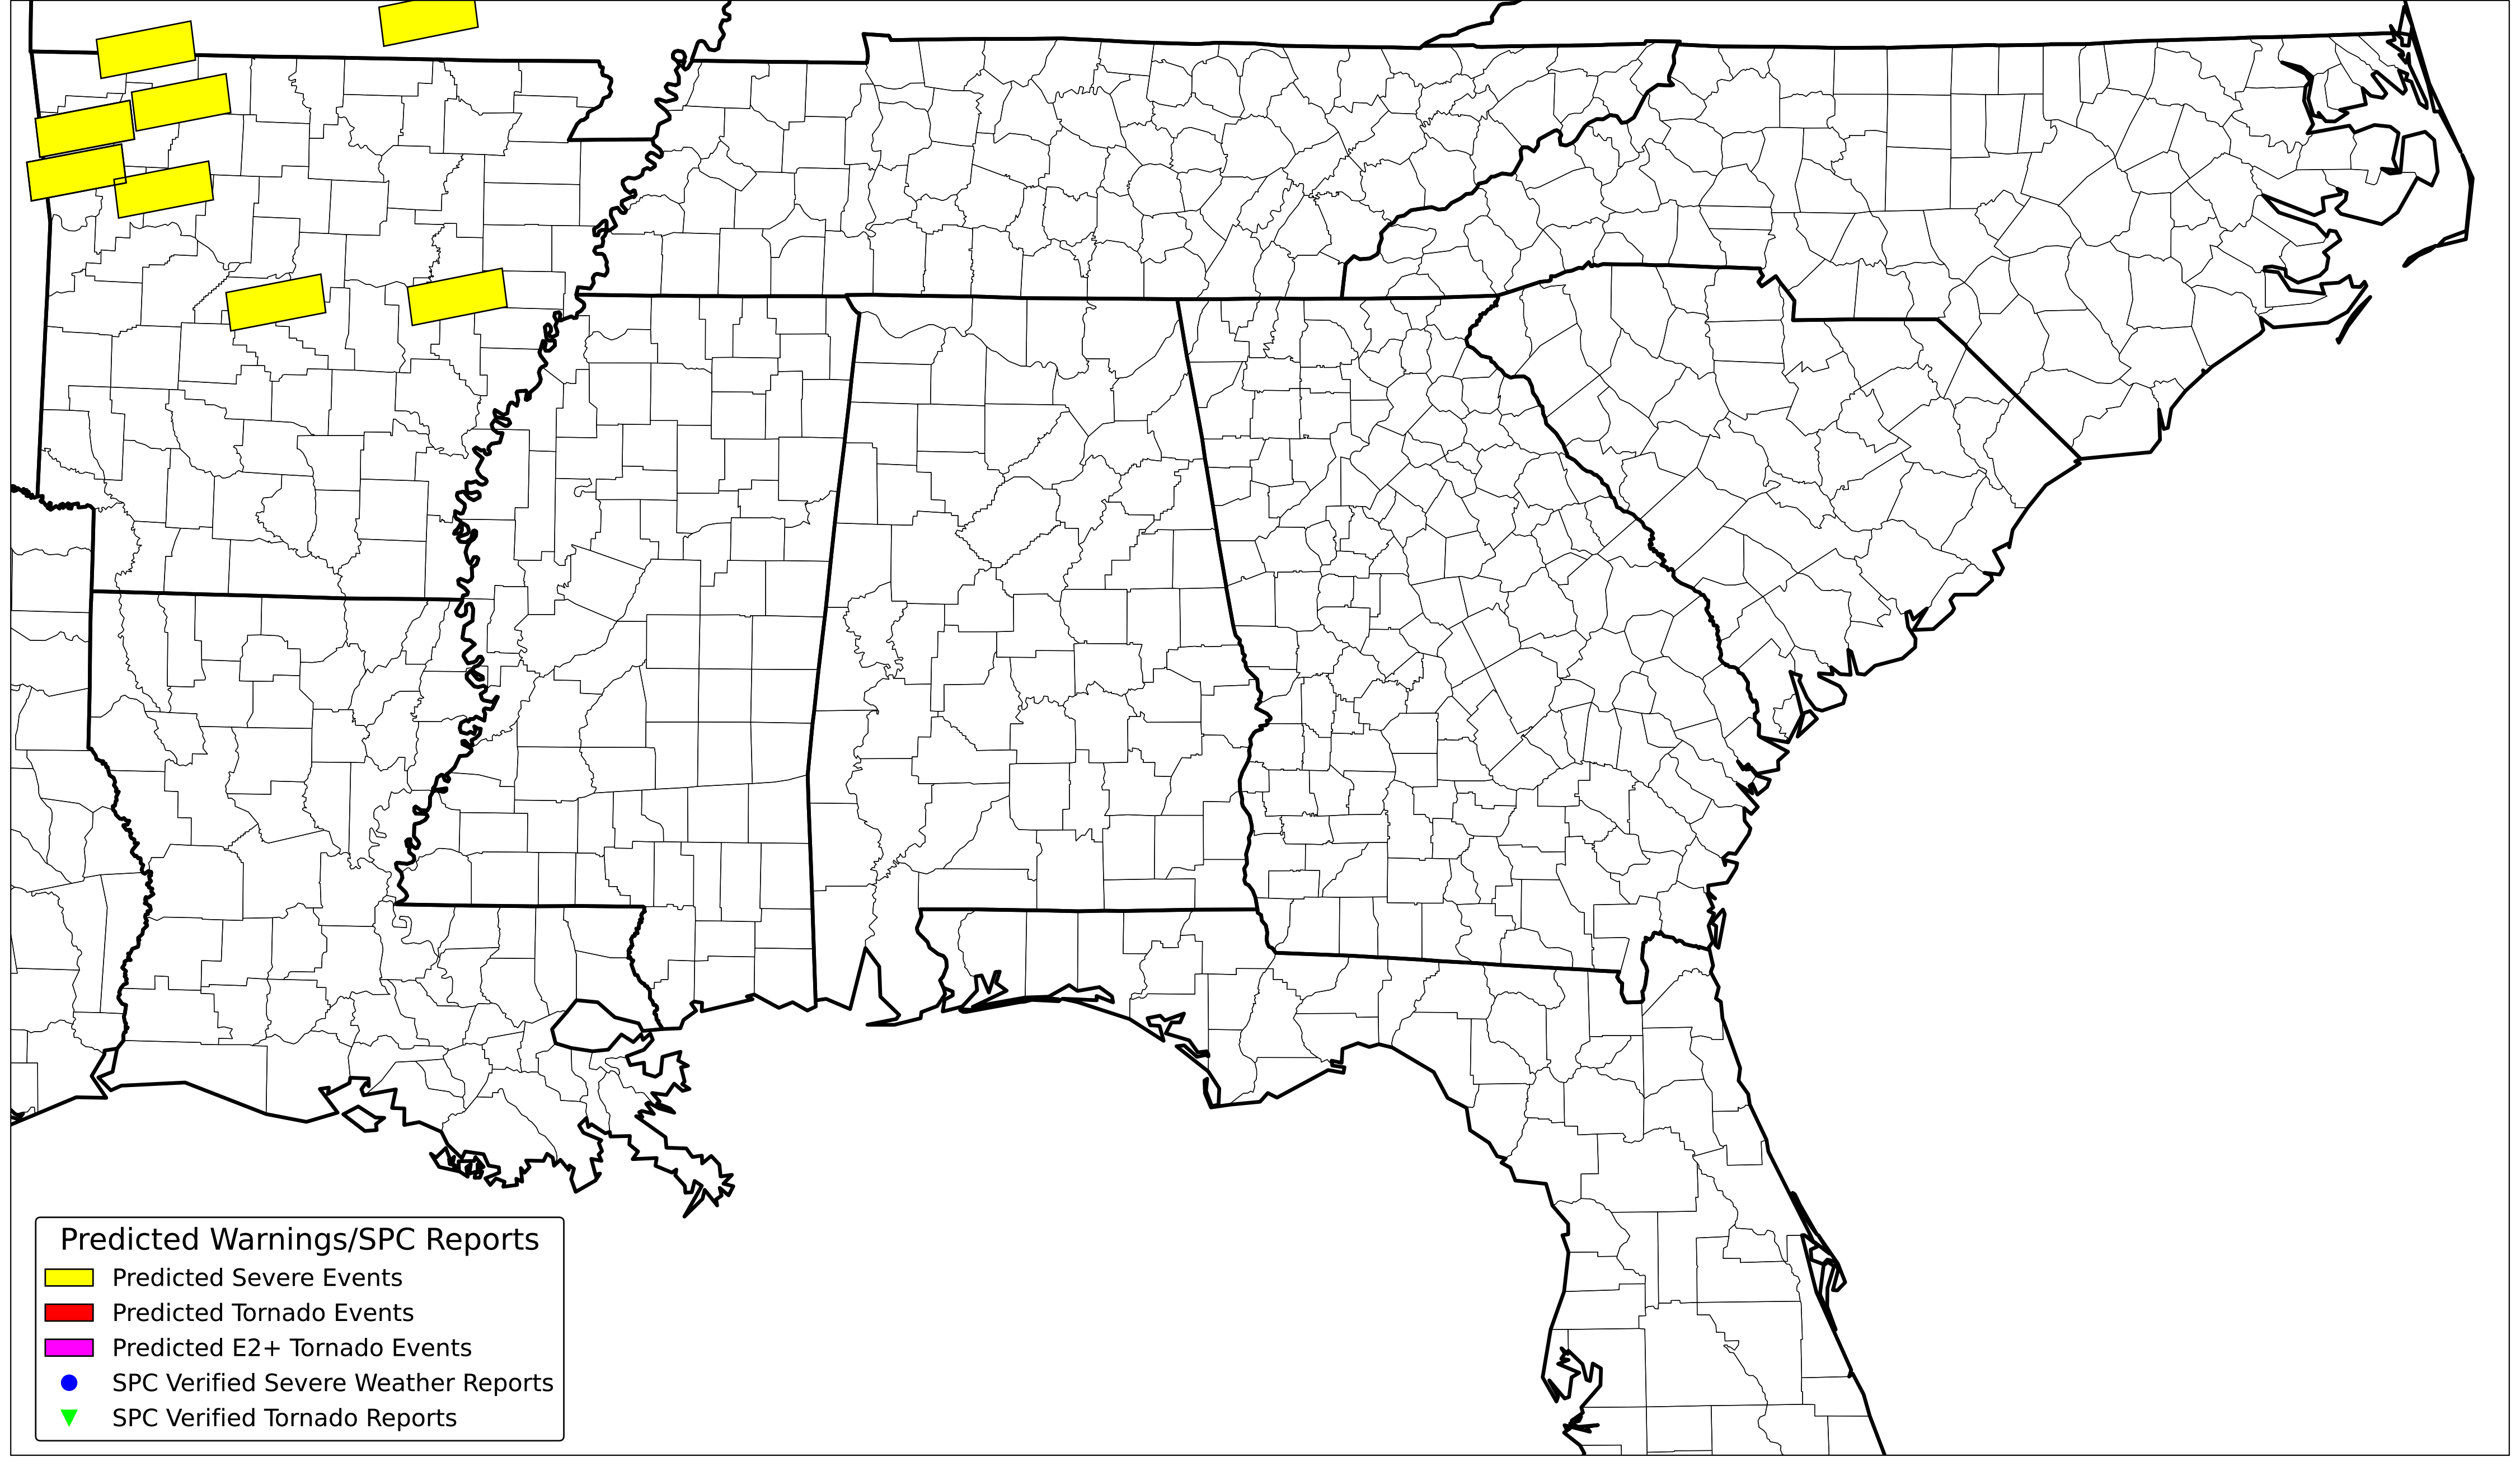 Predicted Warnings/SPC Reports
Predicted Severe Events
Predicted Tornado Events
Predicted E2+ Tornado Events
SPC Verified Severe Weather Reports
SPC Verified Tornado Reports